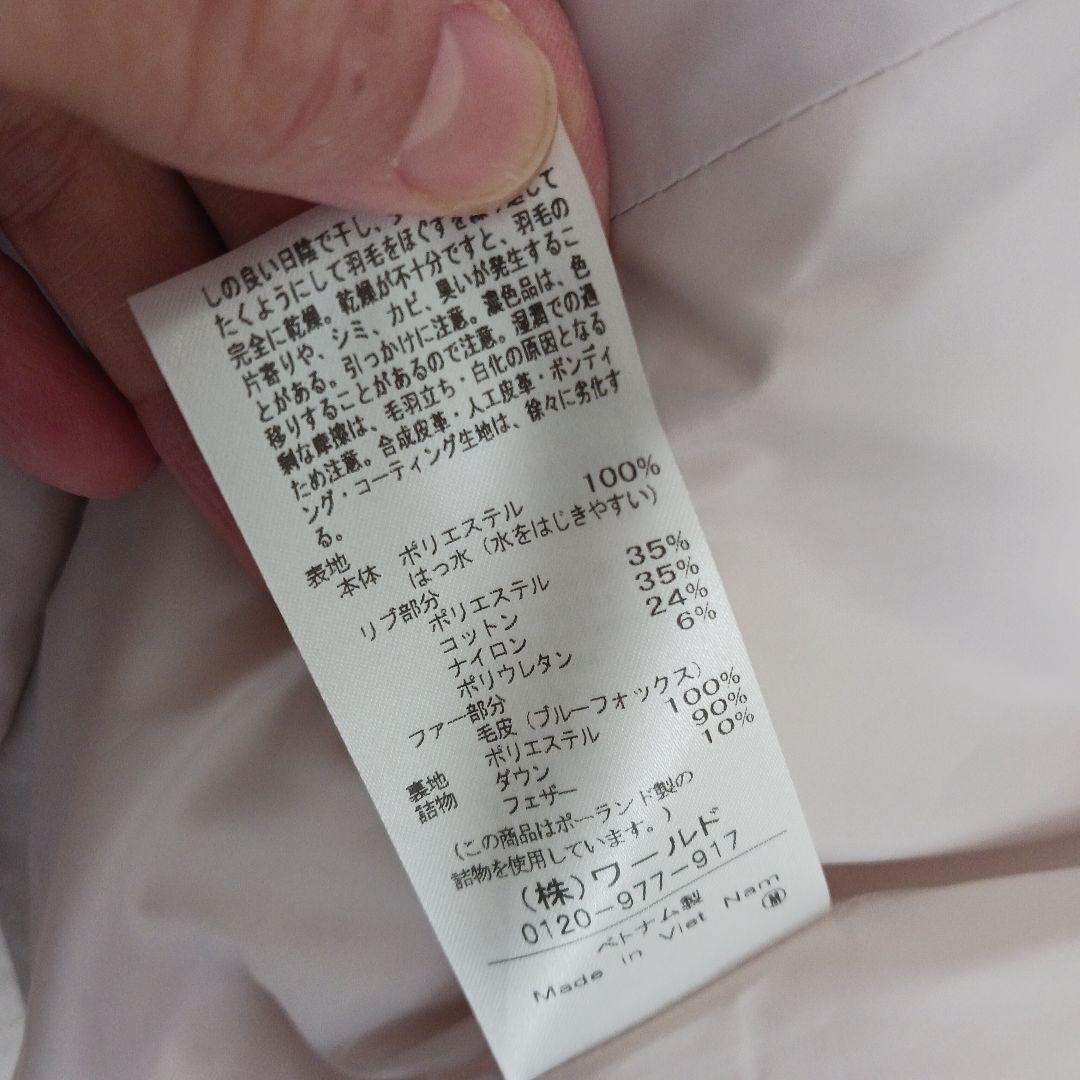 しの良い日陰で干し、
たくようにして羽毛をほぐすを繰り返して
完全に乾燥。乾燥が不十分ですと、羽毛の
片寄りや、シミ、カビ、臭いが発生するこ
とがある。引っかけに注意。濃色品は、色
移りすることがあるので注意。湿潤での過
剰な摩擦は、毛羽立ち・白化の原因となる
ため注意。合成皮革・人工皮革・ボンディ
ング・コーティング生地は、徐々に劣化す
る。
表地
本体 ポリエステル 100%
はっ水（水をはじきやすい）
リブ部分
ポリエステル 35%
コットン 35%
ナイロン 24%
ポリウレタン 6%
ファー部分
毛皮（ブルーフォックス）
裏地 ポリエステル 100%
詰物 ダウン 90%
フェザー 10%
（この商品はポーランド製の
詰物を使用しています。）
（株）ワールド
0120-977-917
ベトナム製
Made in Viet Nam Ⓜ